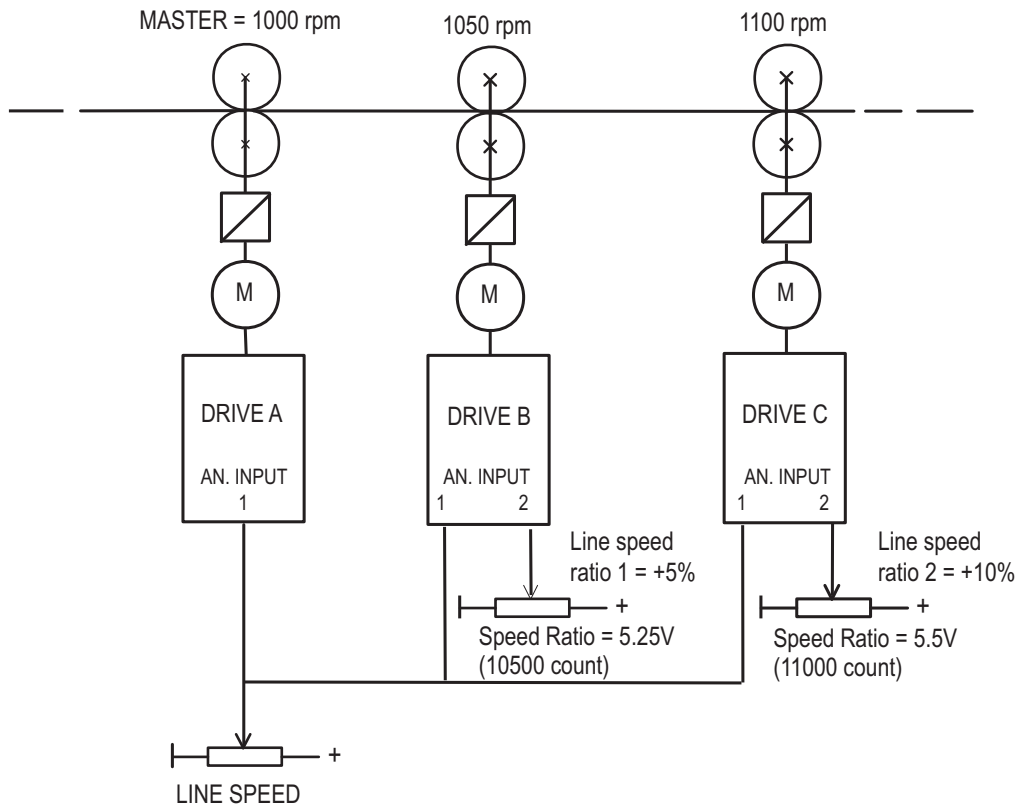 MASTER = 1000 rpm
1050 rpm
1100 rpm
M
M
M
DRIVE A
DRIVE B
DRIVE C
AN. INPUT
1
AN. INPUT
1 2
AN. INPUT
1 2
Line speed
ratio 1 = +5%
+
Speed Ratio = 5.25V
(10500 count)
Line speed
ratio 2 = +10%
+
Speed Ratio = 5.5V
(11000 count)
+
LINE SPEED